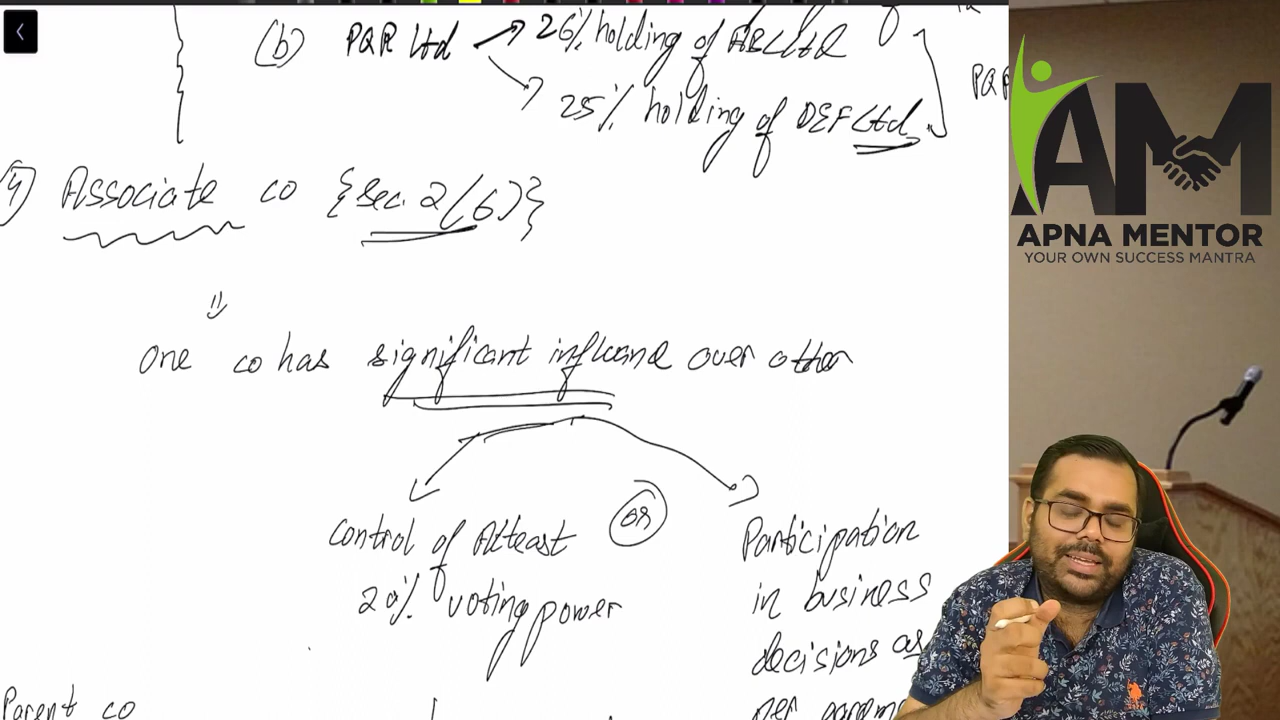 (b) PQR Ltd → 26% holding of ABC Ltd
PQR
→ 25% holding of DEF Ltd
4) Associate co {sec. 2(6)}
one co has significant influence over other
control of Atleast
20% voting power
or
Participation
in business
decisions as
per
Parent co
AM
APNA MENTOR
YOUR OWN SUCCESS MANTRA